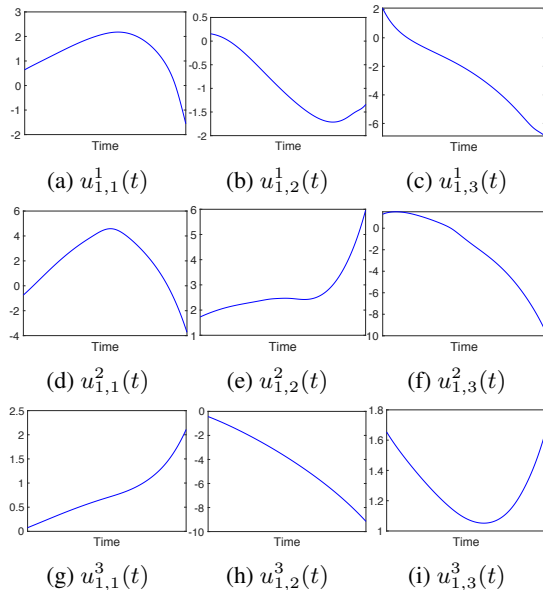 3
2
1
0
-1
-2
Time
(a) u^1_{1,1}(t)
0.5
0
-0.5
-1
-1.5
-2
Time
(b) u^1_{1,2}(t)
2
0
-2
-4
-6
Time
(c) u^1_{1,3}(t)
6
4
2
0
-2
-4
Time
(d) u^2_{1,1}(t)
6
5
4
3
2
1
Time
(e) u^2_{1,2}(t)
0
-2
-4
-6
-8
10
Time
(f) u^2_{1,3}(t)
2.5
2
1.5
1
0.5
0
Time
(g) u^3_{1,1}(t)
0
-2
-4
-6
-8
-10
Time
(h) u^3_{1,2}(t)
1.8
1.6
1.4
1.2
1
Time
(i) u^3_{1,3}(t)